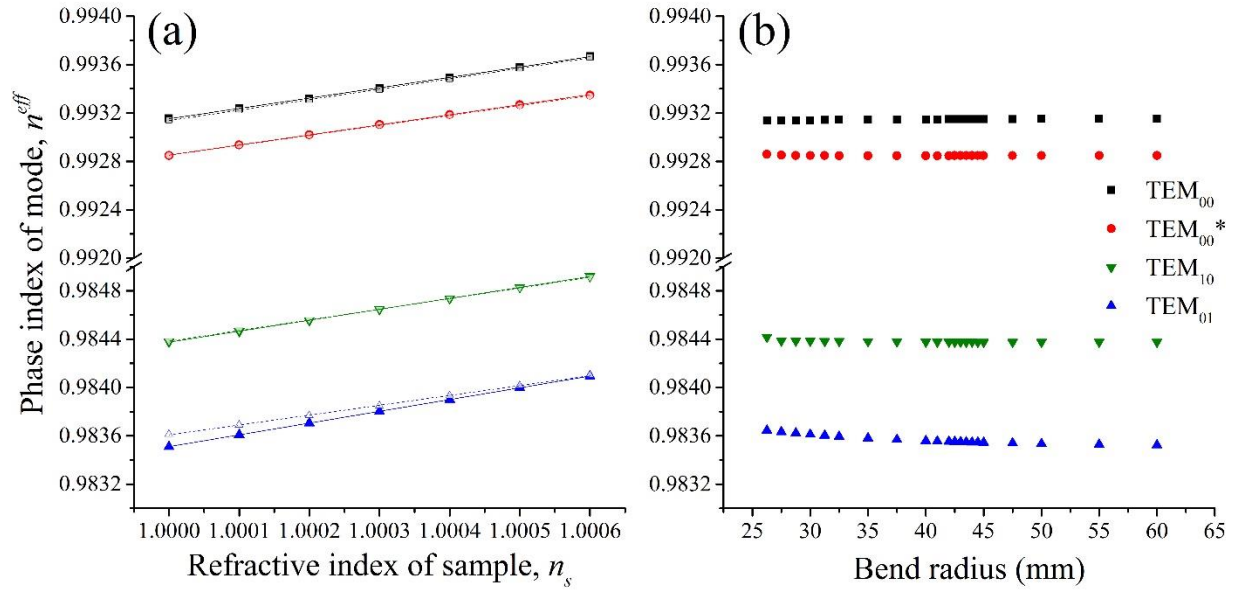 (a)
(b)
0.9940
0.9936
0.9932
0.9928
0.9924
0.9920
0.9848
0.9844
0.9840
0.9836
0.9832
Phase index of mode, n^eff
1.0000 1.0001 1.0002 1.0003 1.0004 1.0005 1.0006
Refractive index of sample, n_s
0.9940
0.9936
0.9932
0.9928
0.9924
0.9920
0.9848
0.9844
0.9840
0.9836
0.9832
TEM₀₀
TEM₀₀*
TEM₁₀
TEM₀₁
25 30 35 40 45 50 55 60 65
Bend radius (mm)